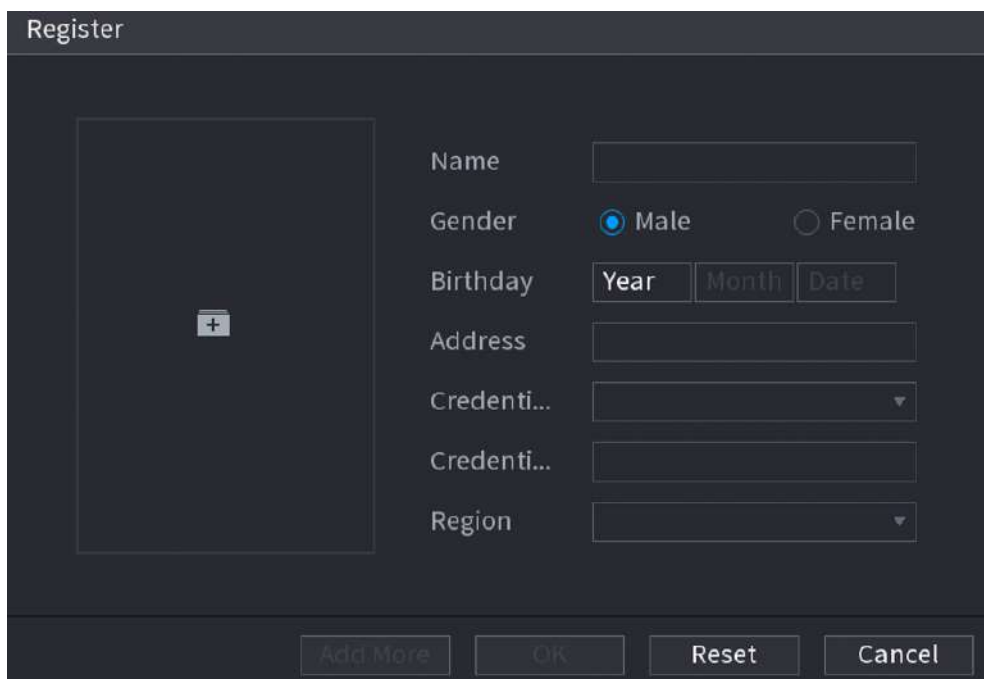 Register
Name
Gender Male Female
Birthday Year Month Date
Address
Credenti...
Credenti...
Region
Add More OK Reset Cancel